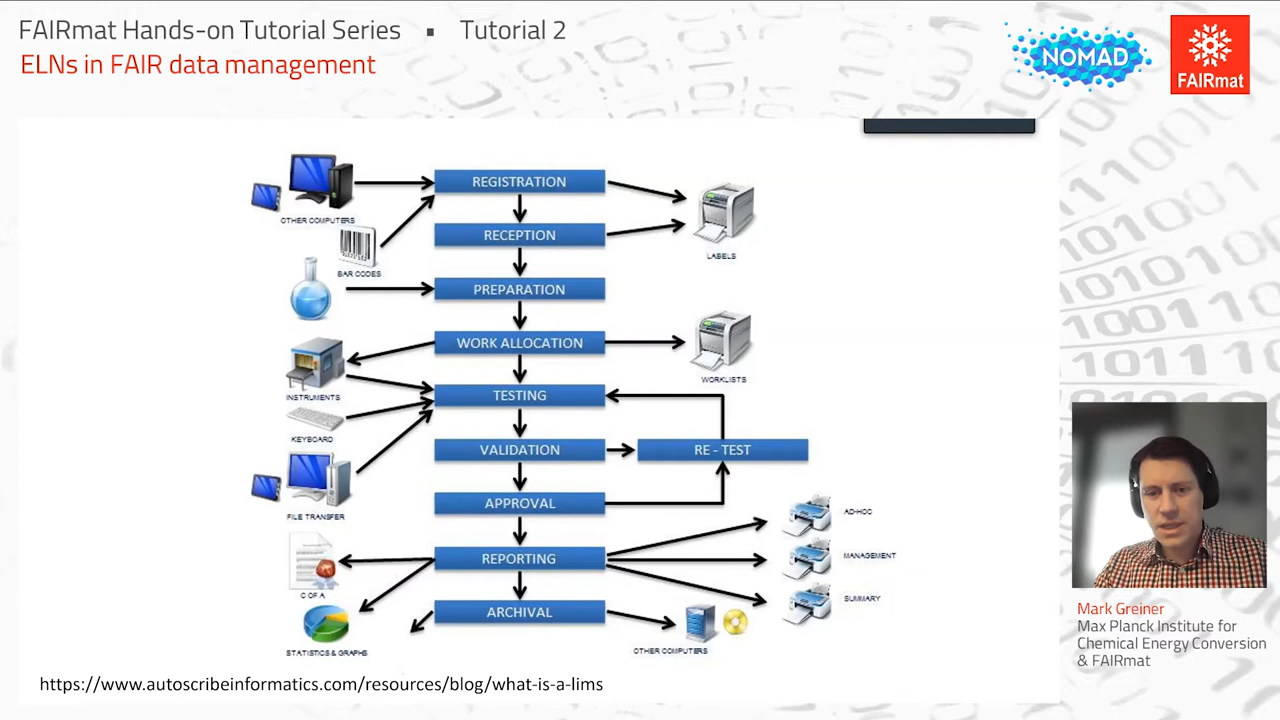 FAIRmat Hands-on Tutorial Series ▪ Tutorial 2
ELNs in FAIR data management
NOMAD
FAIRmat
REGISTRATION
OTHER COMPUTERS
BAR CODES
RECEPTION
LABELS
PREPARATION
WORK ALLOCATION
WORKLISTS
INSTRUMENTS
TESTING
KEYBOARD
VALIDATION
RE - TEST
FILE TRANSFER
APPROVAL
AD-HOC
REPORTING
MANAGEMENT
C OF A
SUMMARY
ARCHIVAL
STATISTICS & GRAPHS
OTHER COMPUTERS
https://www.autoscribeinformatics.com/resources/blog/what-is-a-lims
Mark Greiner
Max Planck Institute for
Chemical Energy Conversion
& FAIRmat